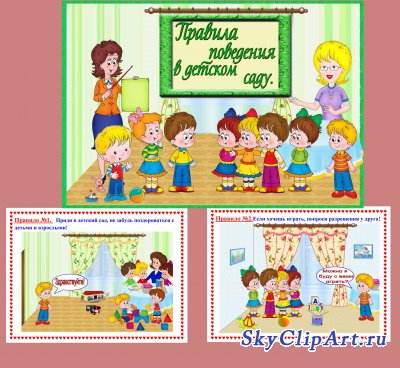 Правила
поведения
в детском саду.
Правило №1. Придя в детский сад, не забудь поздороваться с
детьми и взрослыми!
Здравствуйте!
Правило №2 Если хочешь играть, попроси разрешения у друга!
Можно я
буду с вами
играть?
SkyClipArt.ru